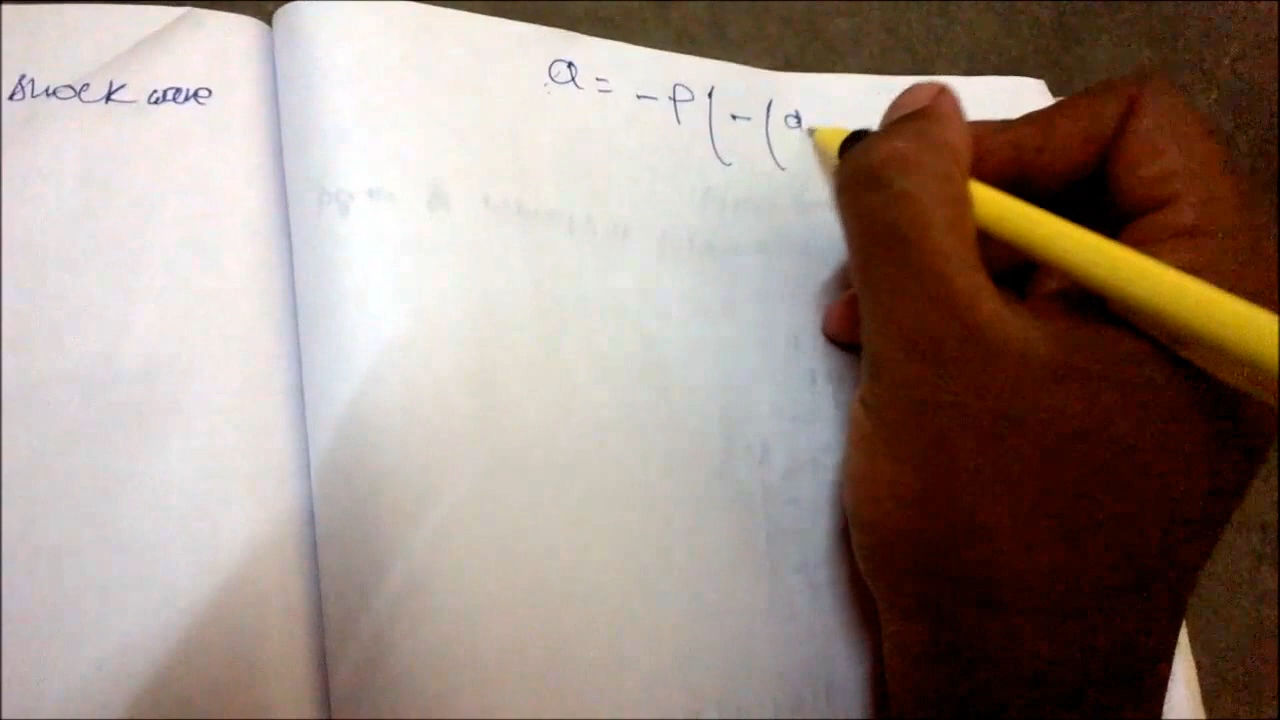 shock wave
a = - P ( - ( d